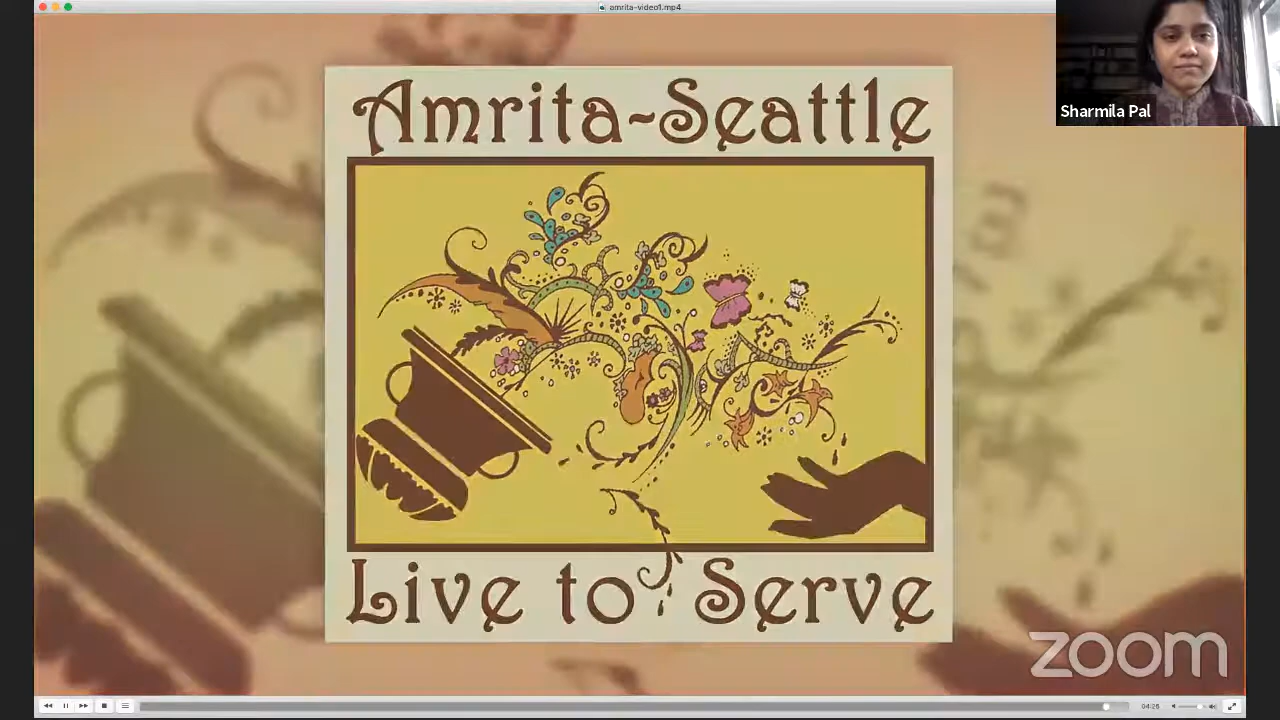 amrita-video1.mp4
Sharmila Pal
Amrita-Seattle
Live to Serve
zoom
04:26